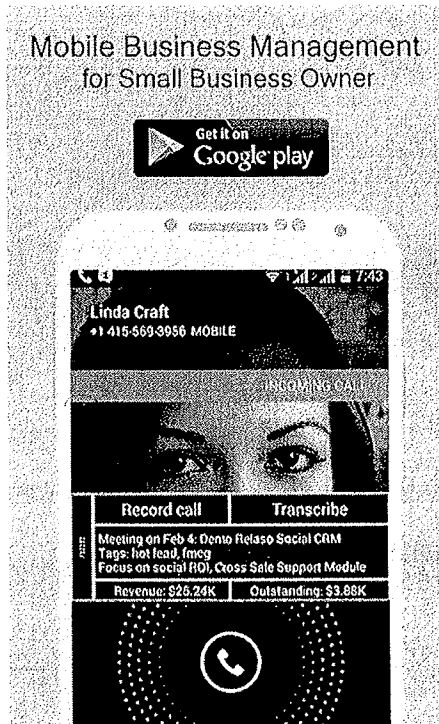 Mobile Business Management
for Small Business Owner
Get it on
Google play
7:43
Linda Craft
+1 415-569-3956 MOBILE
INCOMING CALL
Record call
Transcribe
Meeting on Feb 4: Demo Relaso Social CRM
Tags: hot lead, fmcg
Focus on social ROI, Cross Sale Support Module
Revenue: $25.24K
Outstanding: $3.88K